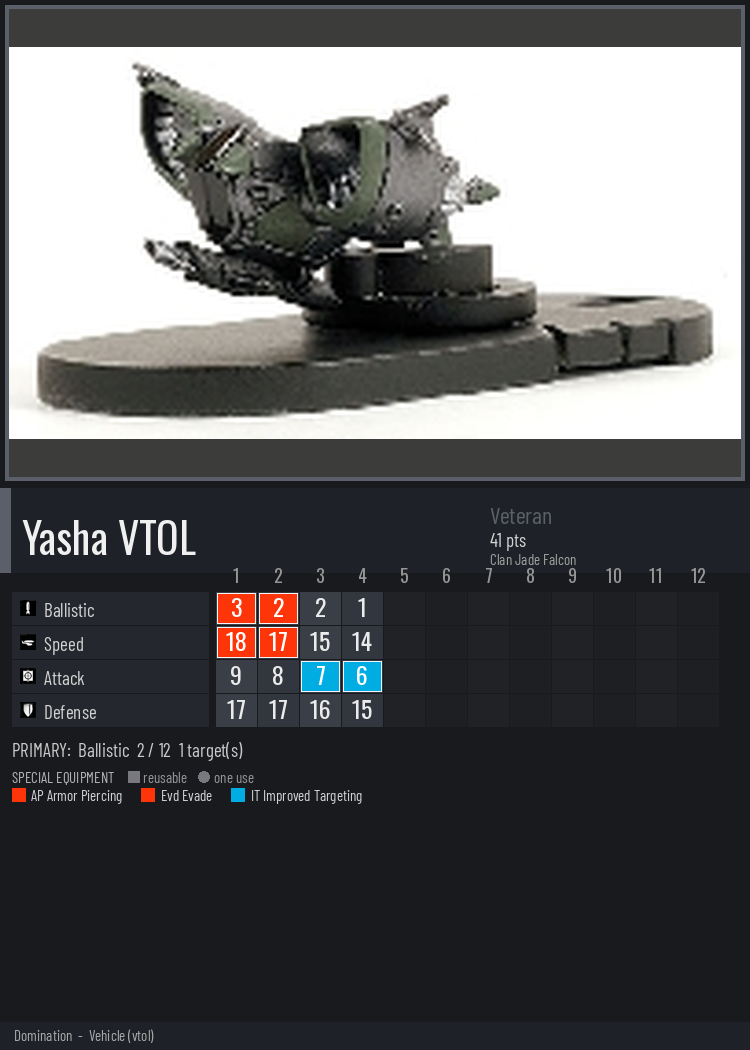 Yasha VTOL
Veteran
41 pts
Clan Jade Falcon
1 2 3 4 5 6 7 8 9 10 11 12
Ballistic 3 2 2 1
Speed 18 17 15 14
Attack 9 8 7 6
Defense 17 17 16 15
PRIMARY: Ballistic 2 / 12 1 target(s)
SPECIAL EQUIPMENT reusable one use
AP Armor Piercing Evd Evade IT Improved Targeting
Domination - Vehicle (vtol)